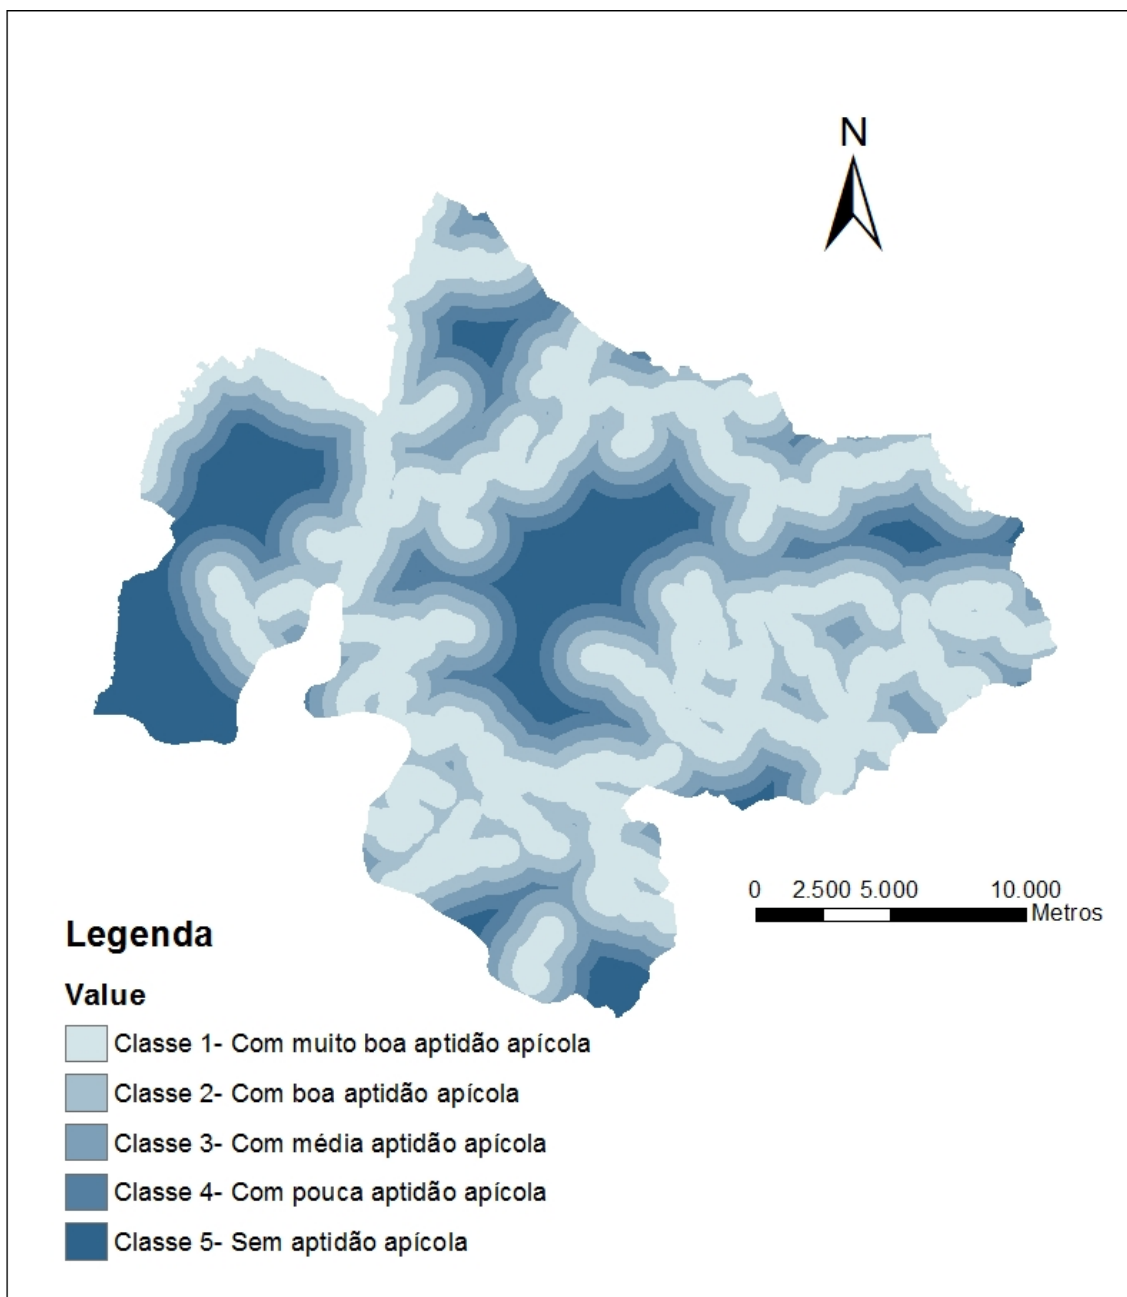 N
0 2.500 5.000 10.000
Metros
Legenda
Value
Classe 1- Com muito boa aptidão apícola
Classe 2- Com boa aptidão apícola
Classe 3- Com média aptidão apícola
Classe 4- Com pouca aptidão apícola
Classe 5- Sem aptidão apícola